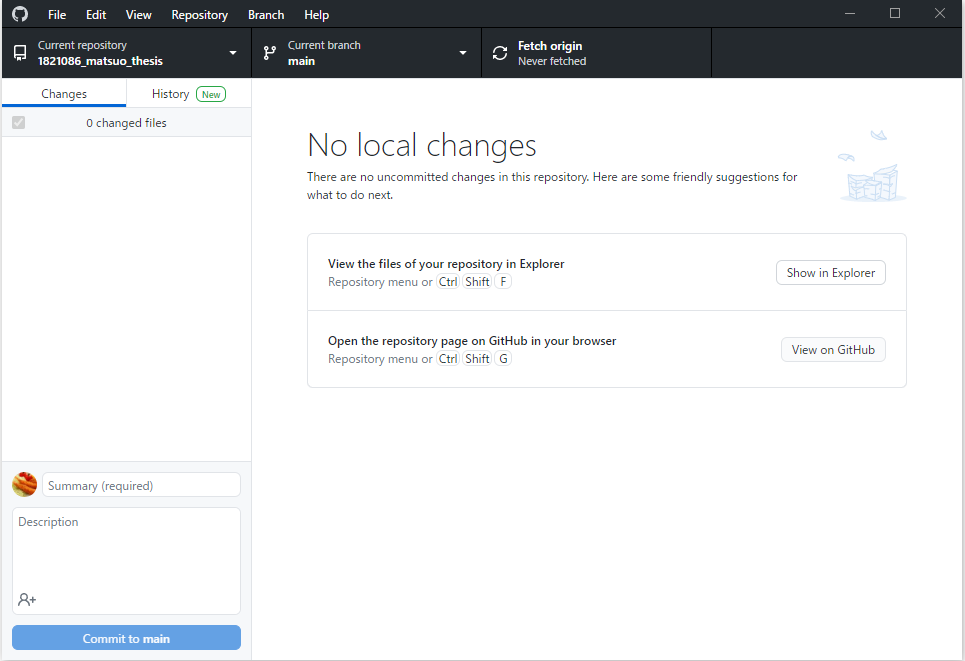 File Edit View Repository Branch Help
Current repository
1821086_matsuo_thesis
Current branch
main
Fetch origin
Never fetched
Changes
History New
0 changed files
No local changes
There are no uncommitted changes in this repository. Here are some friendly suggestions for
what to do next.
View the files of your repository in Explorer
Repository menu or Ctrl Shift F
Show in Explorer
Open the repository page on GitHub in your browser
Repository menu or Ctrl Shift G
View on GitHub
Summary (required)
Description
Commit to main